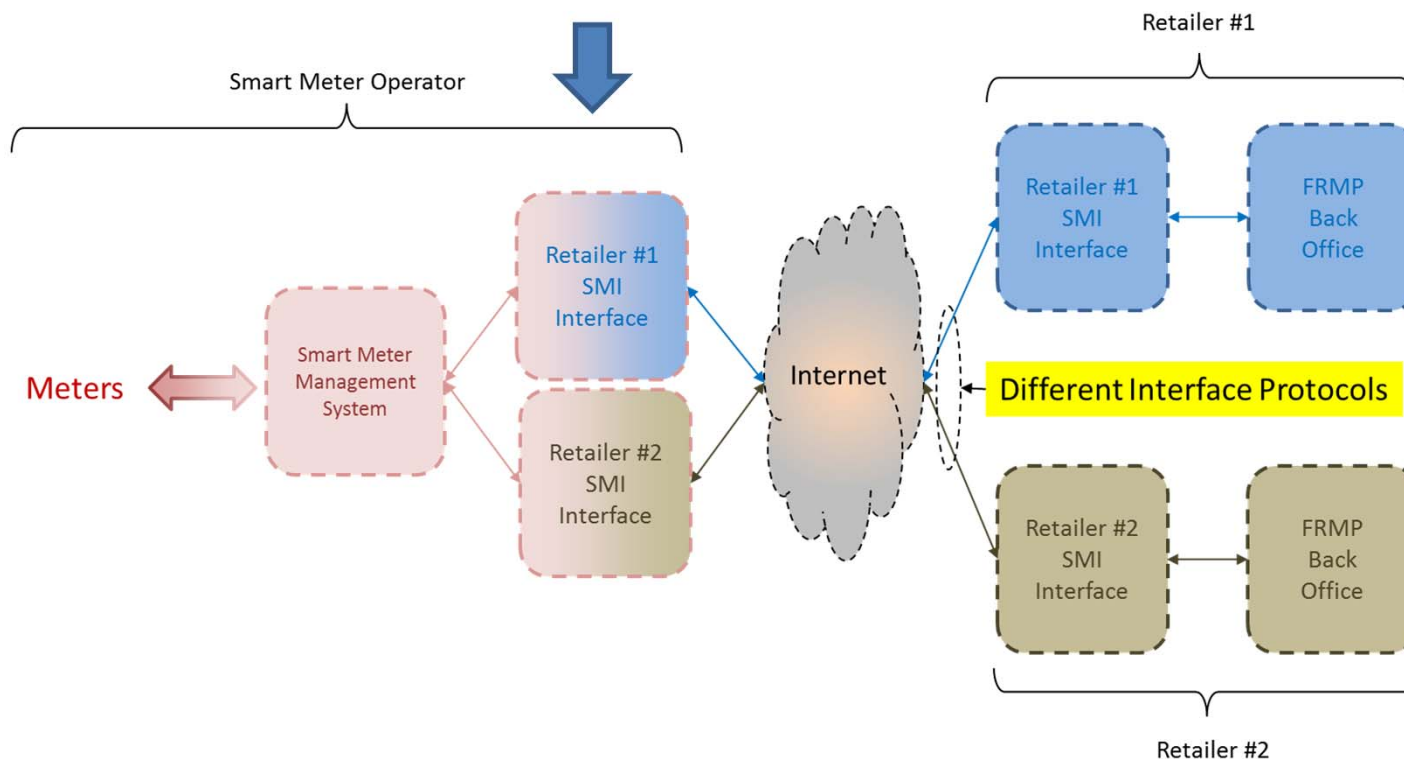 Retailer #1
Smart Meter Operator
Retailer #1
SMI
Interface
FRMP
Back
Office
Retailer #1
SMI
Interface
Smart Meter
Management
System
Meters
Internet
Different Interface Protocols
Retailer #2
SMI
Interface
Retailer #2
SMI
Interface
FRMP
Back
Office
Retailer #2